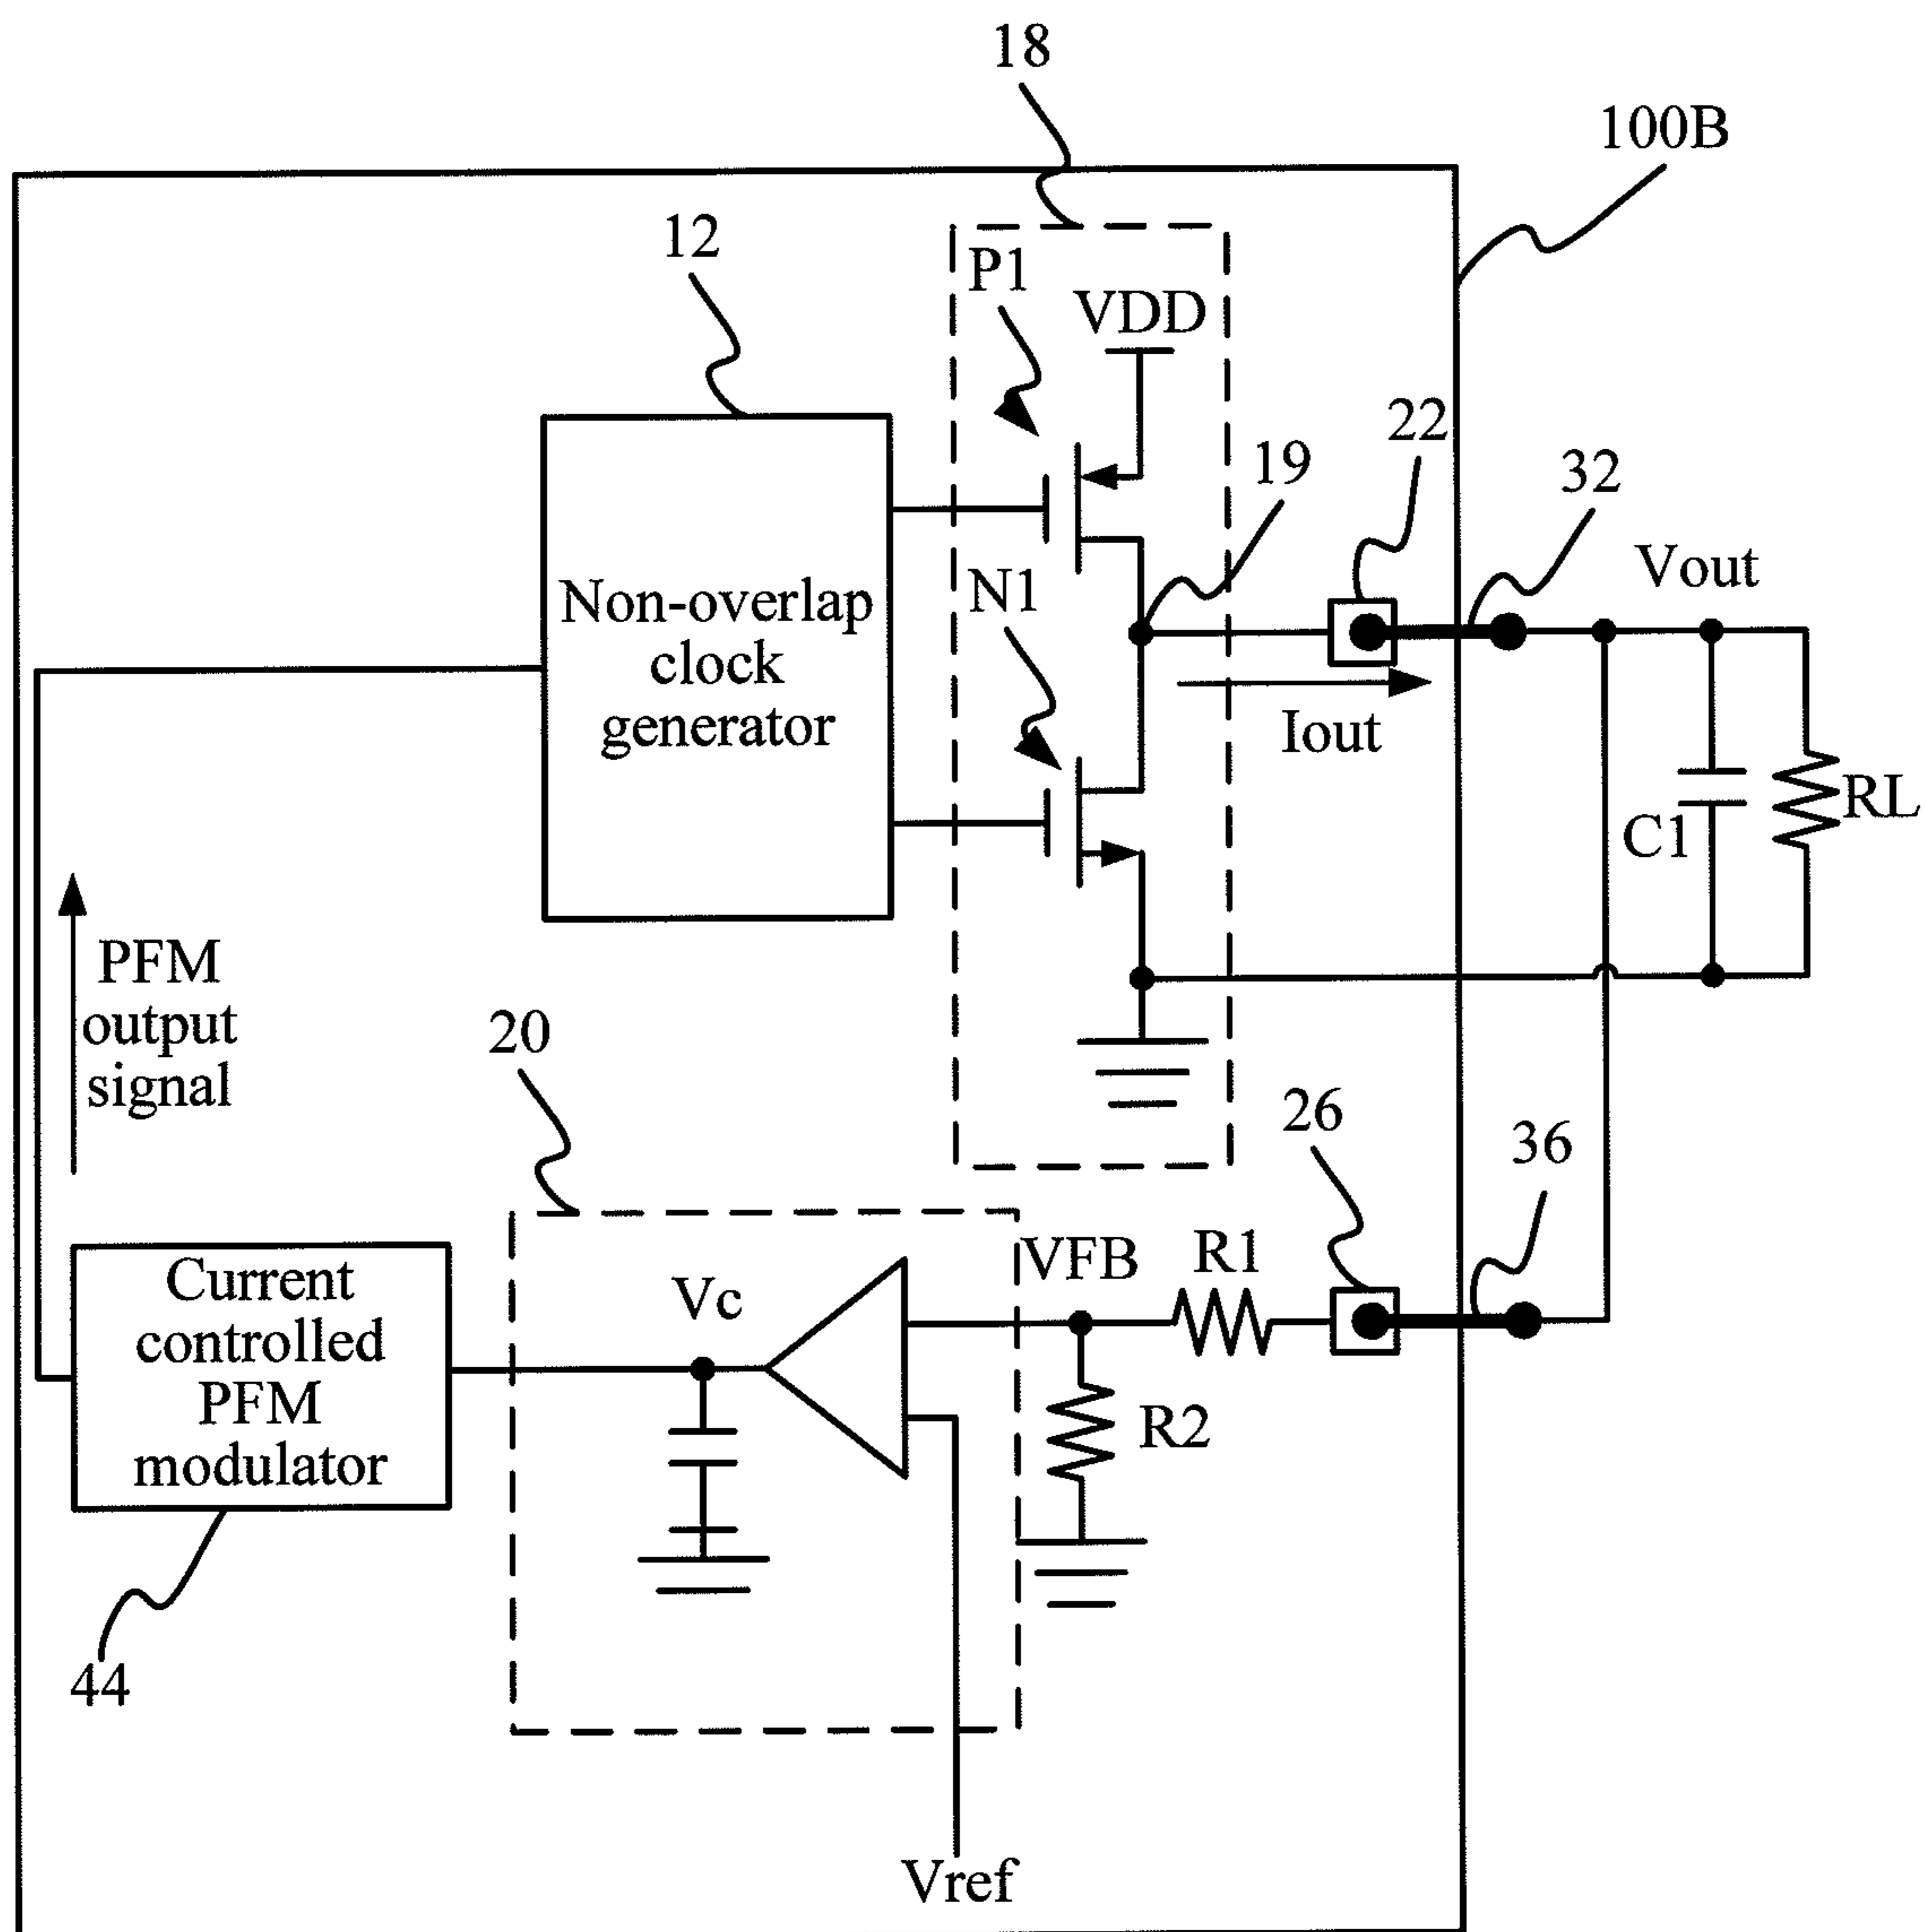 18
100B
12
P1
VDD
22
19
32
Vout
N1
Non-overlap
clock
generator
Iout
RL
C1
PFM
output
signal
20
26
36
Current
controlled
PFM
modulator
Vc
VFB
R1
R2
44
Vref